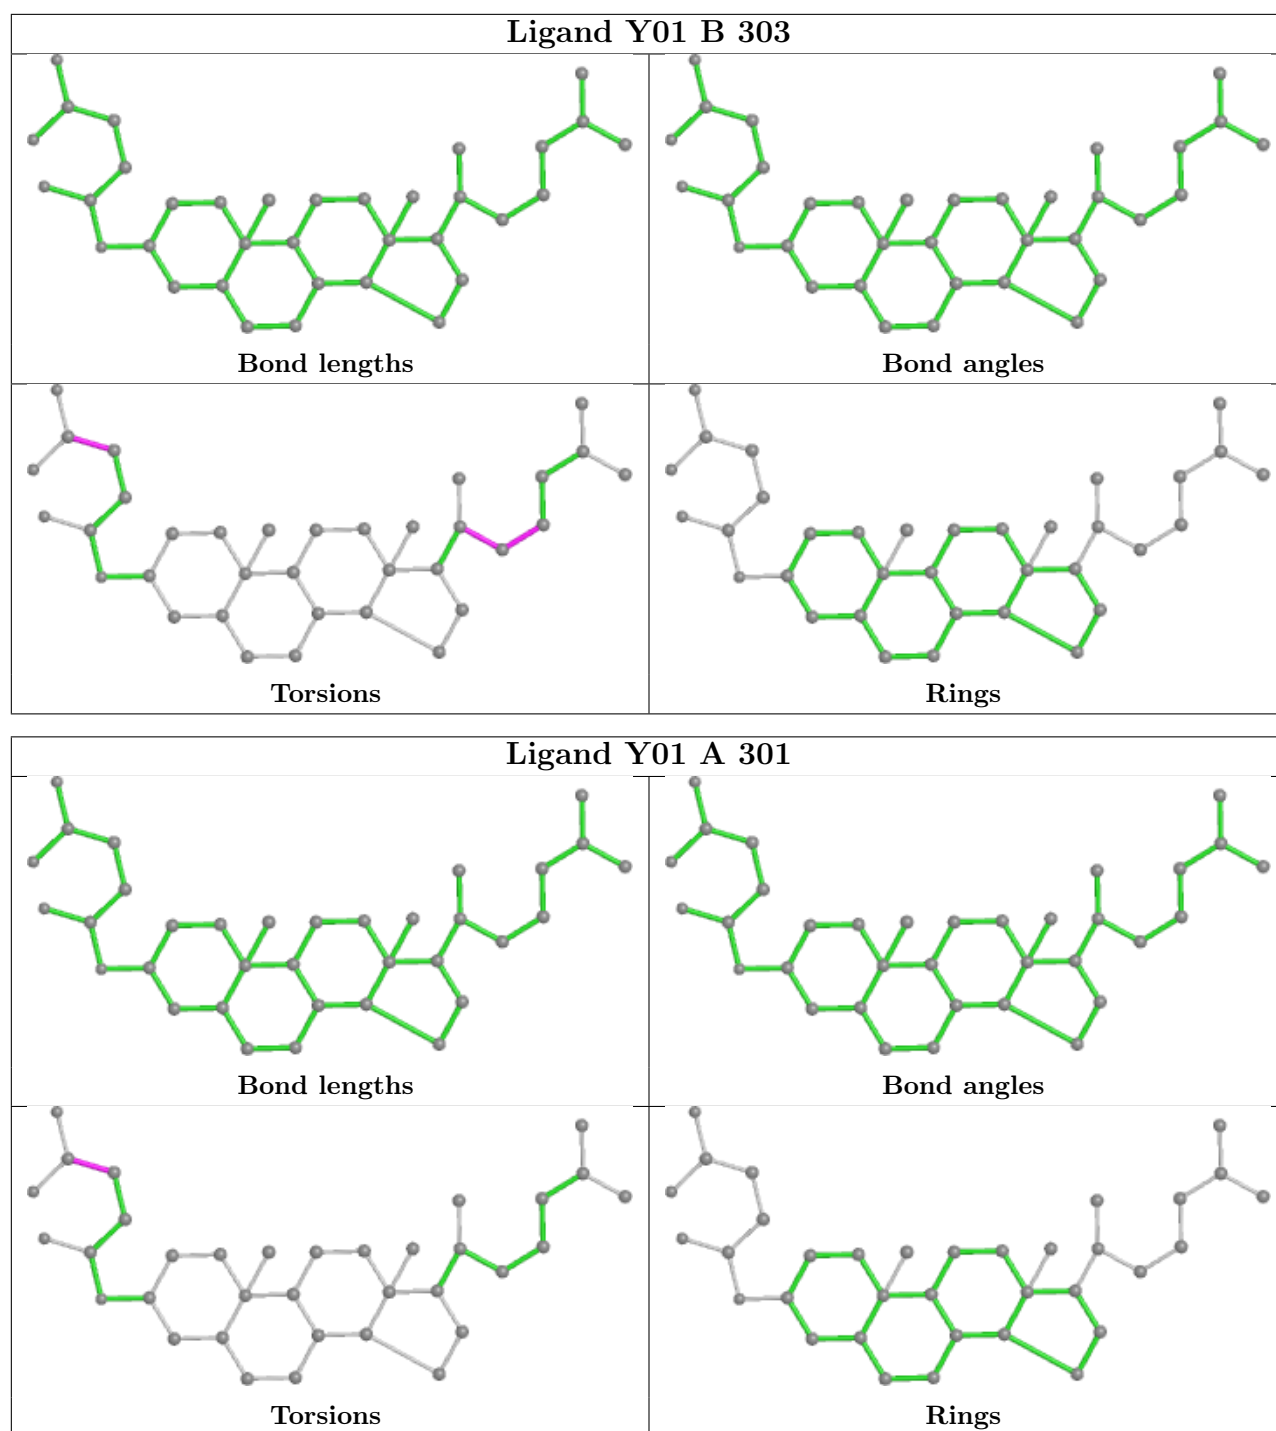 Ligand Y01 B 303
Bond lengths
Bond angles
Torsions
Rings
Ligand Y01 A 301
Bond lengths
Bond angles
Torsions
Rings